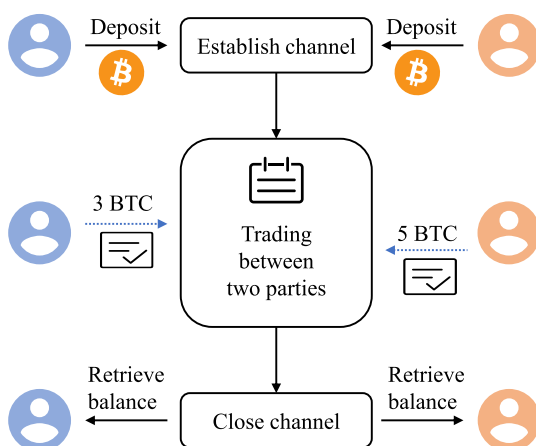 Deposit
Establish channel
Deposit
3 BTC
Trading
between
two parties
5 BTC
Retrieve
balance
Close channel
Retrieve
balance